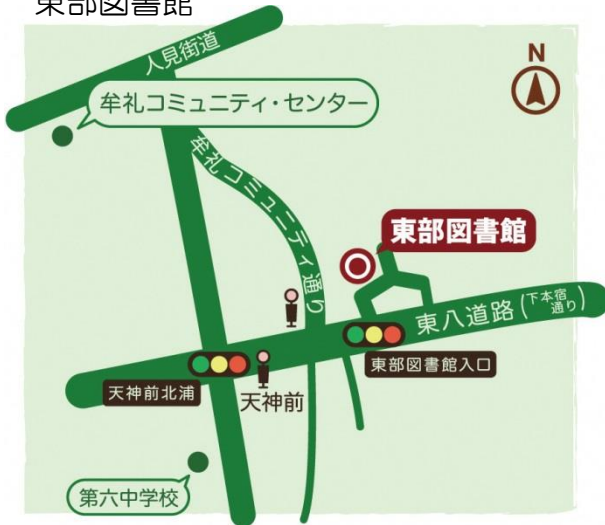 東部図書館
人見街道
N
牟礼コミュニティ・センター
牟礼コミュニティ通り
東部図書館
東八道路(下本宿
通り)
東部図書館入口
天神前北浦
天神前
第六中学校